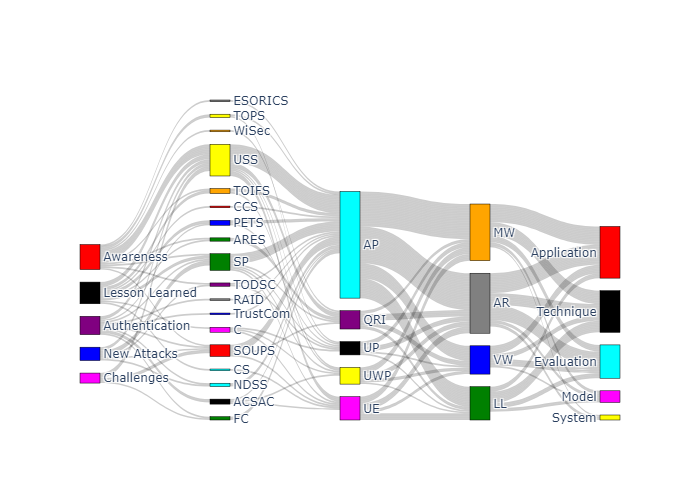 Awareness
Lesson Learned
Authentication
New Attacks
Challenges
ESORICS
TOPS
WiSec
USS
TOIFS
CCS
PETS
ARES
SP
TODSC
RAID
TrustCom
C
SOUPS
CS
NDSS
ACSAC
FC
AP
QRI
UP
UWP
UE
MW
AR
VW
LL
Application
Technique
Evaluation
Model
System